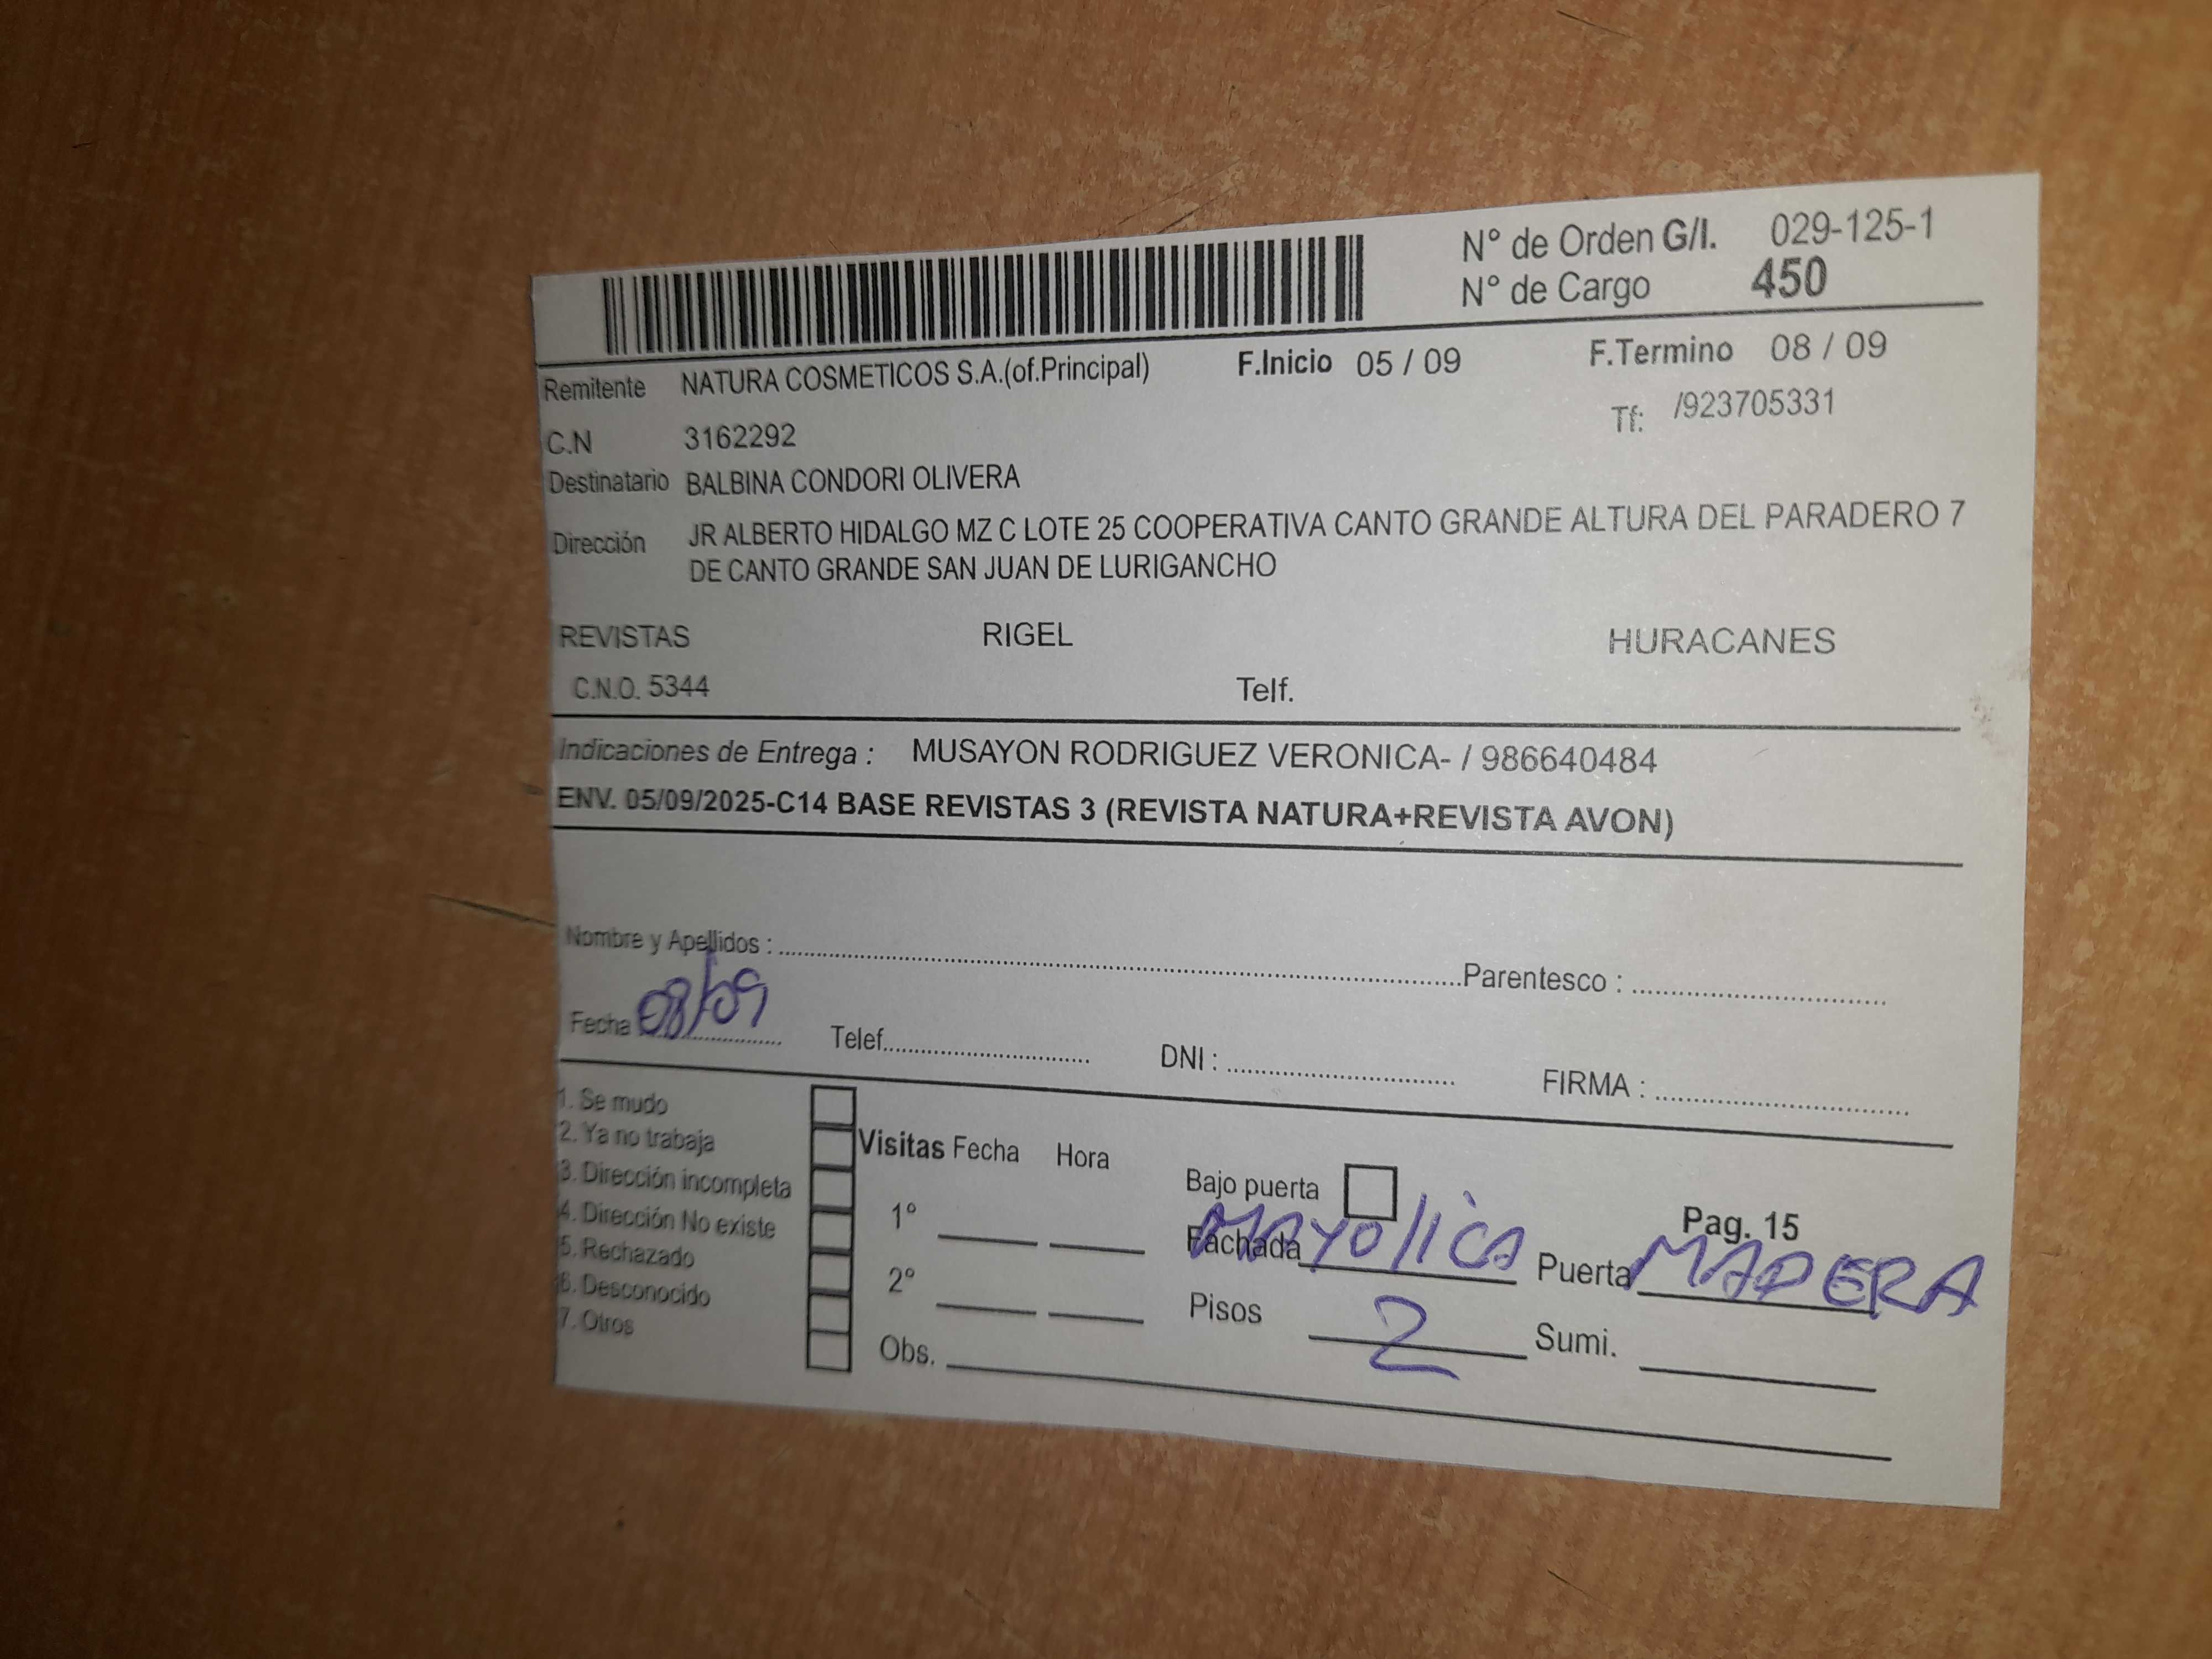 N° de Orden G/I. 029-125-1
N° de Cargo 450
Remitente NATURA COSMETICOS S.A.(of.Principal) F.Inicio 05 / 09 F.Termino 08 / 09
C.N 3162292 Tf: /923705331
Destinatario BALBINA CONDORI OLIVERA
Dirección JR ALBERTO HIDALGO MZ C LOTE 25 COOPERATIVA CANTO GRANDE ALTURA DEL PARADERO 7
DE CANTO GRANDE SAN JUAN DE LURIGANCHO
REVISTAS RIGEL HURACANES
C.N.O. 5344 Telf.
Indicaciones de Entrega : MUSAYON RODRIGUEZ VERONICA- / 986640484
ENV. 05/09/2025-C14 BASE REVISTAS 3 (REVISTA NATURA+REVISTA AVON)
Nombre y Apellidos : Parentesco :
Fecha 08/09 Telef. DNI : FIRMA :
1. Se mudo
2. Ya no trabaja
3. Dirección incompleta
4. Dirección No existe
5. Rechazado
6. Desconocido
7. Otros
Visitas Fecha Hora
1°
2°
Obs.
Bajo puerta Pag. 15
Fachada MAYOlicA Puerta MADERA
Pisos 2 Sumi.